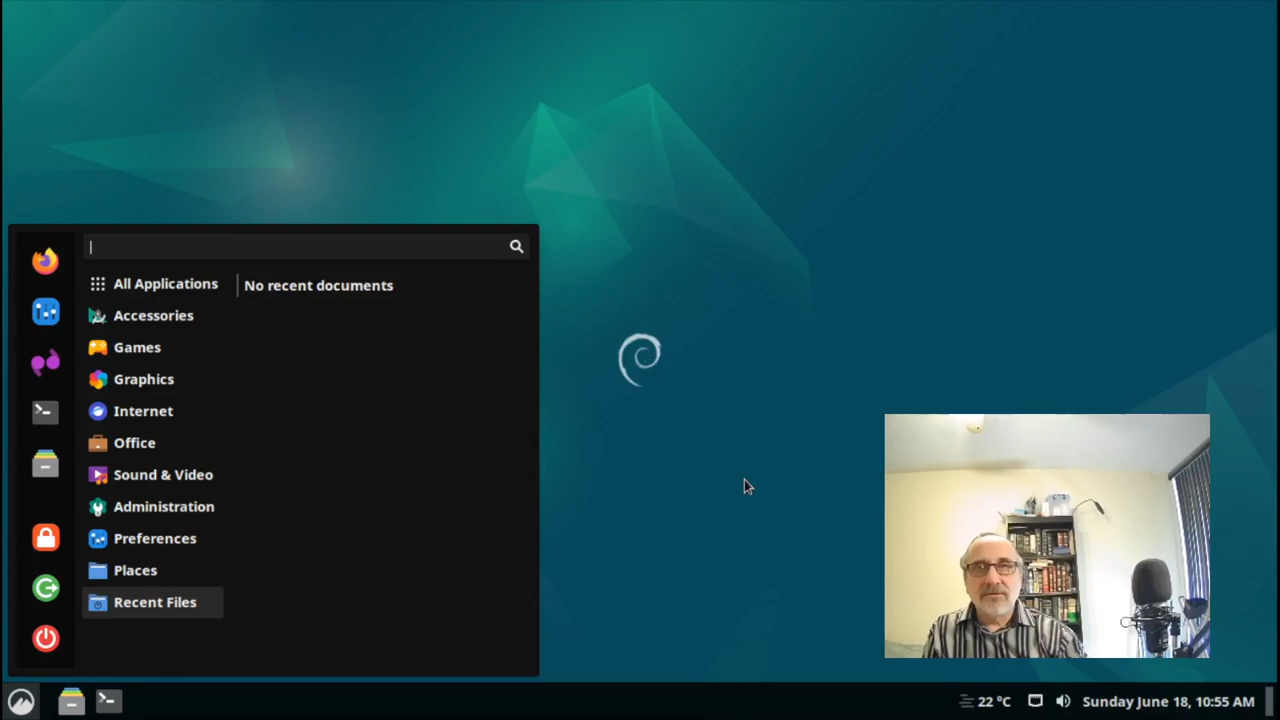 All Applications
No recent documents
Accessories
Games
Graphics
Internet
Office
Sound & Video
Administration
Preferences
Places
Recent Files
22 ºC
Sunday June 18, 10:55 AM